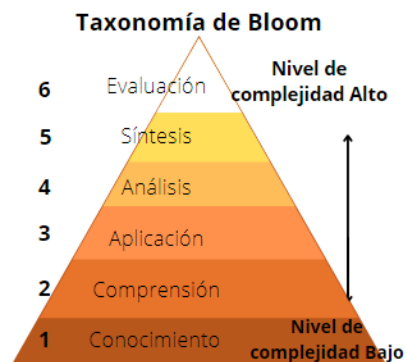 Taxonomía de Bloom
6 Evaluación
Nivel de
complejidad Alto
5 Síntesis
4 Análisis
3 Aplicación
2 Comprensión
1 Conocimiento
Nivel de
complejidad Bajo